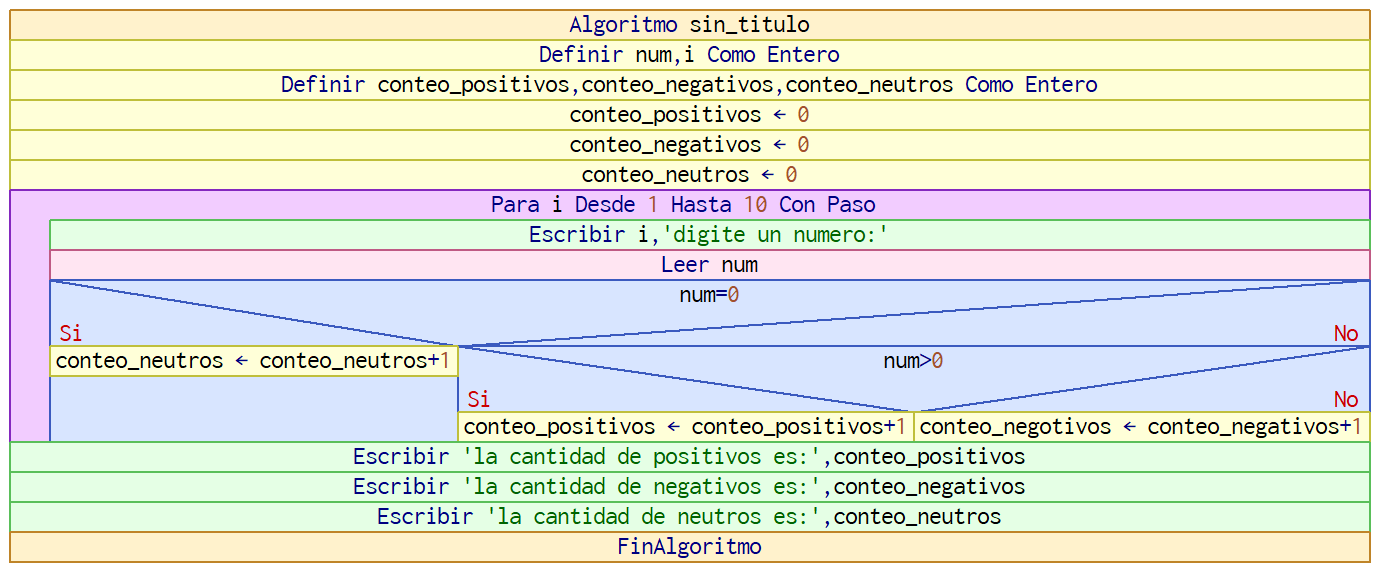 Algoritmo sin_titulo
Definir num,i Como Entero
Definir conteo_positivos,conteo_negativos,conteo_neutros Como Entero
conteo_positivos ← 0
conteo_negativos ← 0
conteo_neutros ← 0
Para i Desde 1 Hasta 10 Con Paso
Escribir i,'digite un numero:'
Leer num
num=0
Si No
conteo_neutros ← conteo_neutros+1 num>0
Si No
conteo_positivos ← conteo_positivos+1 conteo_negotivos ← conteo_negativos+1
Escribir 'la cantidad de positivos es:',conteo_positivos
Escribir 'la cantidad de negativos es:',conteo_negativos
Escribir 'la cantidad de neutros es:',conteo_neutros
FinAlgoritmo